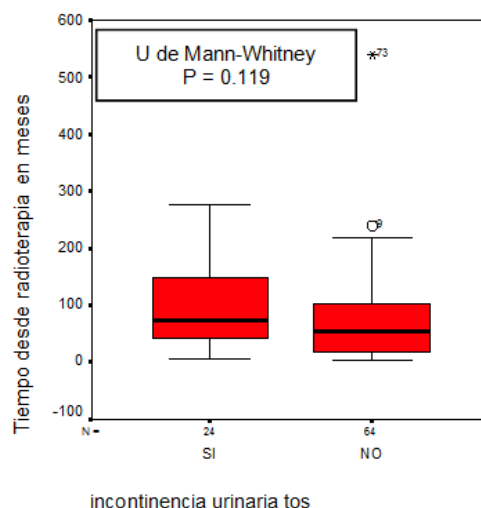 600
500
400
300
200
100
0
-100
Tiempo desde radioterapia en meses
U de Mann-Whitney
P = 0.119
73
9
N = 24 64
SI NO
incontinencia urinaria tos